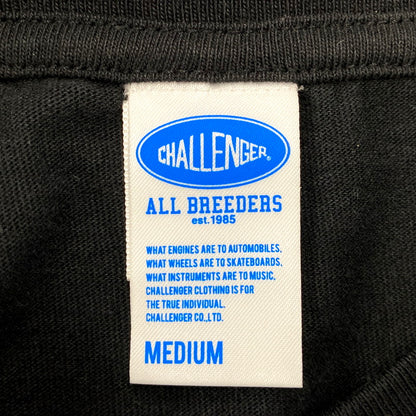 CHALLENGER®
ALL BREEDERS
est.1985
WHAT ENGINES ARE TO AUTOMOBILES,
WHAT WHEELS ARE TO SKATEBOARDS,
WHAT INSTRUMENTS ARE TO MUSIC,
CHALLENGER CLOTHING IS FOR
THE TRUE INDIVIDUAL.
CHALLENGER CO.,LTD.
MEDIUM